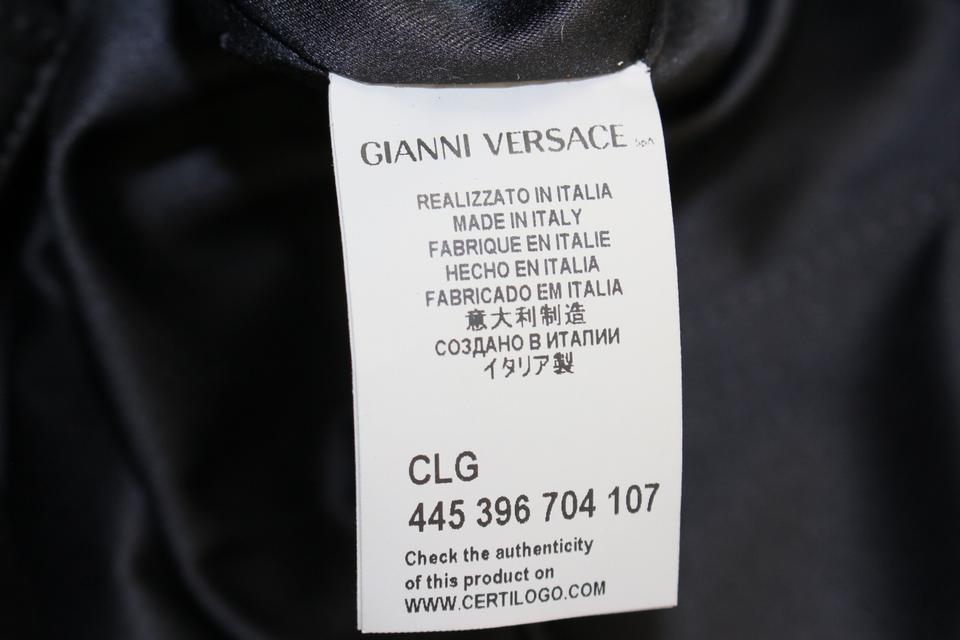 GIANNI VERSACE SpA
REALIZZATO IN ITALIA
MADE IN ITALY
FABRIQUE EN ITALIE
HECHO EN ITALIA
FABRICADO EM ITALIA
意大利制造
СОЗДАНО В ИТАЛИИ
イタリア製
CLG
445 396 704 107
Check the authenticity
of this product on
WWW.CERTILOGO.COM